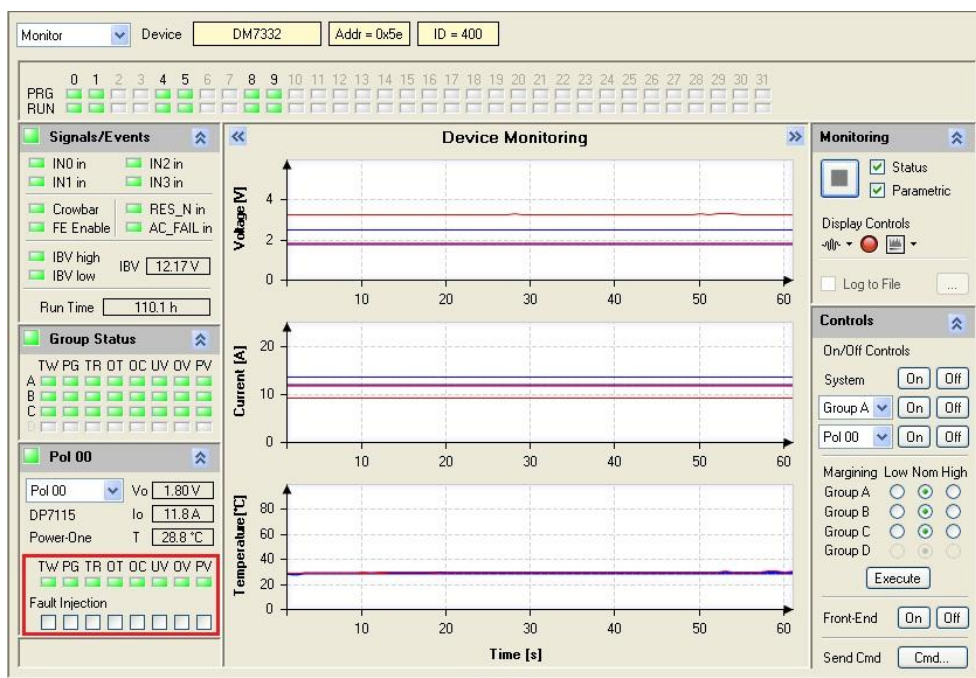 Monitor Device DM7332 Addr = 0x5e ID = 400
0 1 2 3 4 5 6 7 8 9 10 11 12 13 14 15 16 17 18 19 20 21 22 23 24 25 26 27 28 29 30 31
PRG
RUN
Signals/Events
IN0 in IN2 in
IN1 in IN3 in
Crowbar RES_N in
FE Enable AC_FAIL in
IBV high
IBV low
IBV 12.17 V
Run Time 110.1 h
Group Status
TW PG TR OT OC UV OV PV
A
B
C
D
Pol 00
Pol 00 Vo 1.80 V
DP7115 Io 11.8 A
Power-One T 28.8 °C
TW PG TR OT OC UV OV PV
Fault Injection
Device Monitoring
Voltage [V]
4
2
0
10 20 30 40 50 60
Current [A]
20
10
0
10 20 30 40 50 60
Temperature [°C]
80
60
40
20
0
10 20 30 40 50 60
Time [s]
Monitoring
Status
Parametric
Display Controls
Log to File ...
Controls
On/Off Controls
System On Off
Group A On Off
Pol 00 On Off
Margining Low Nom High
Group A
Group B
Group C
Group D
Execute
Front-End On Off
Send Cmd Cmd...